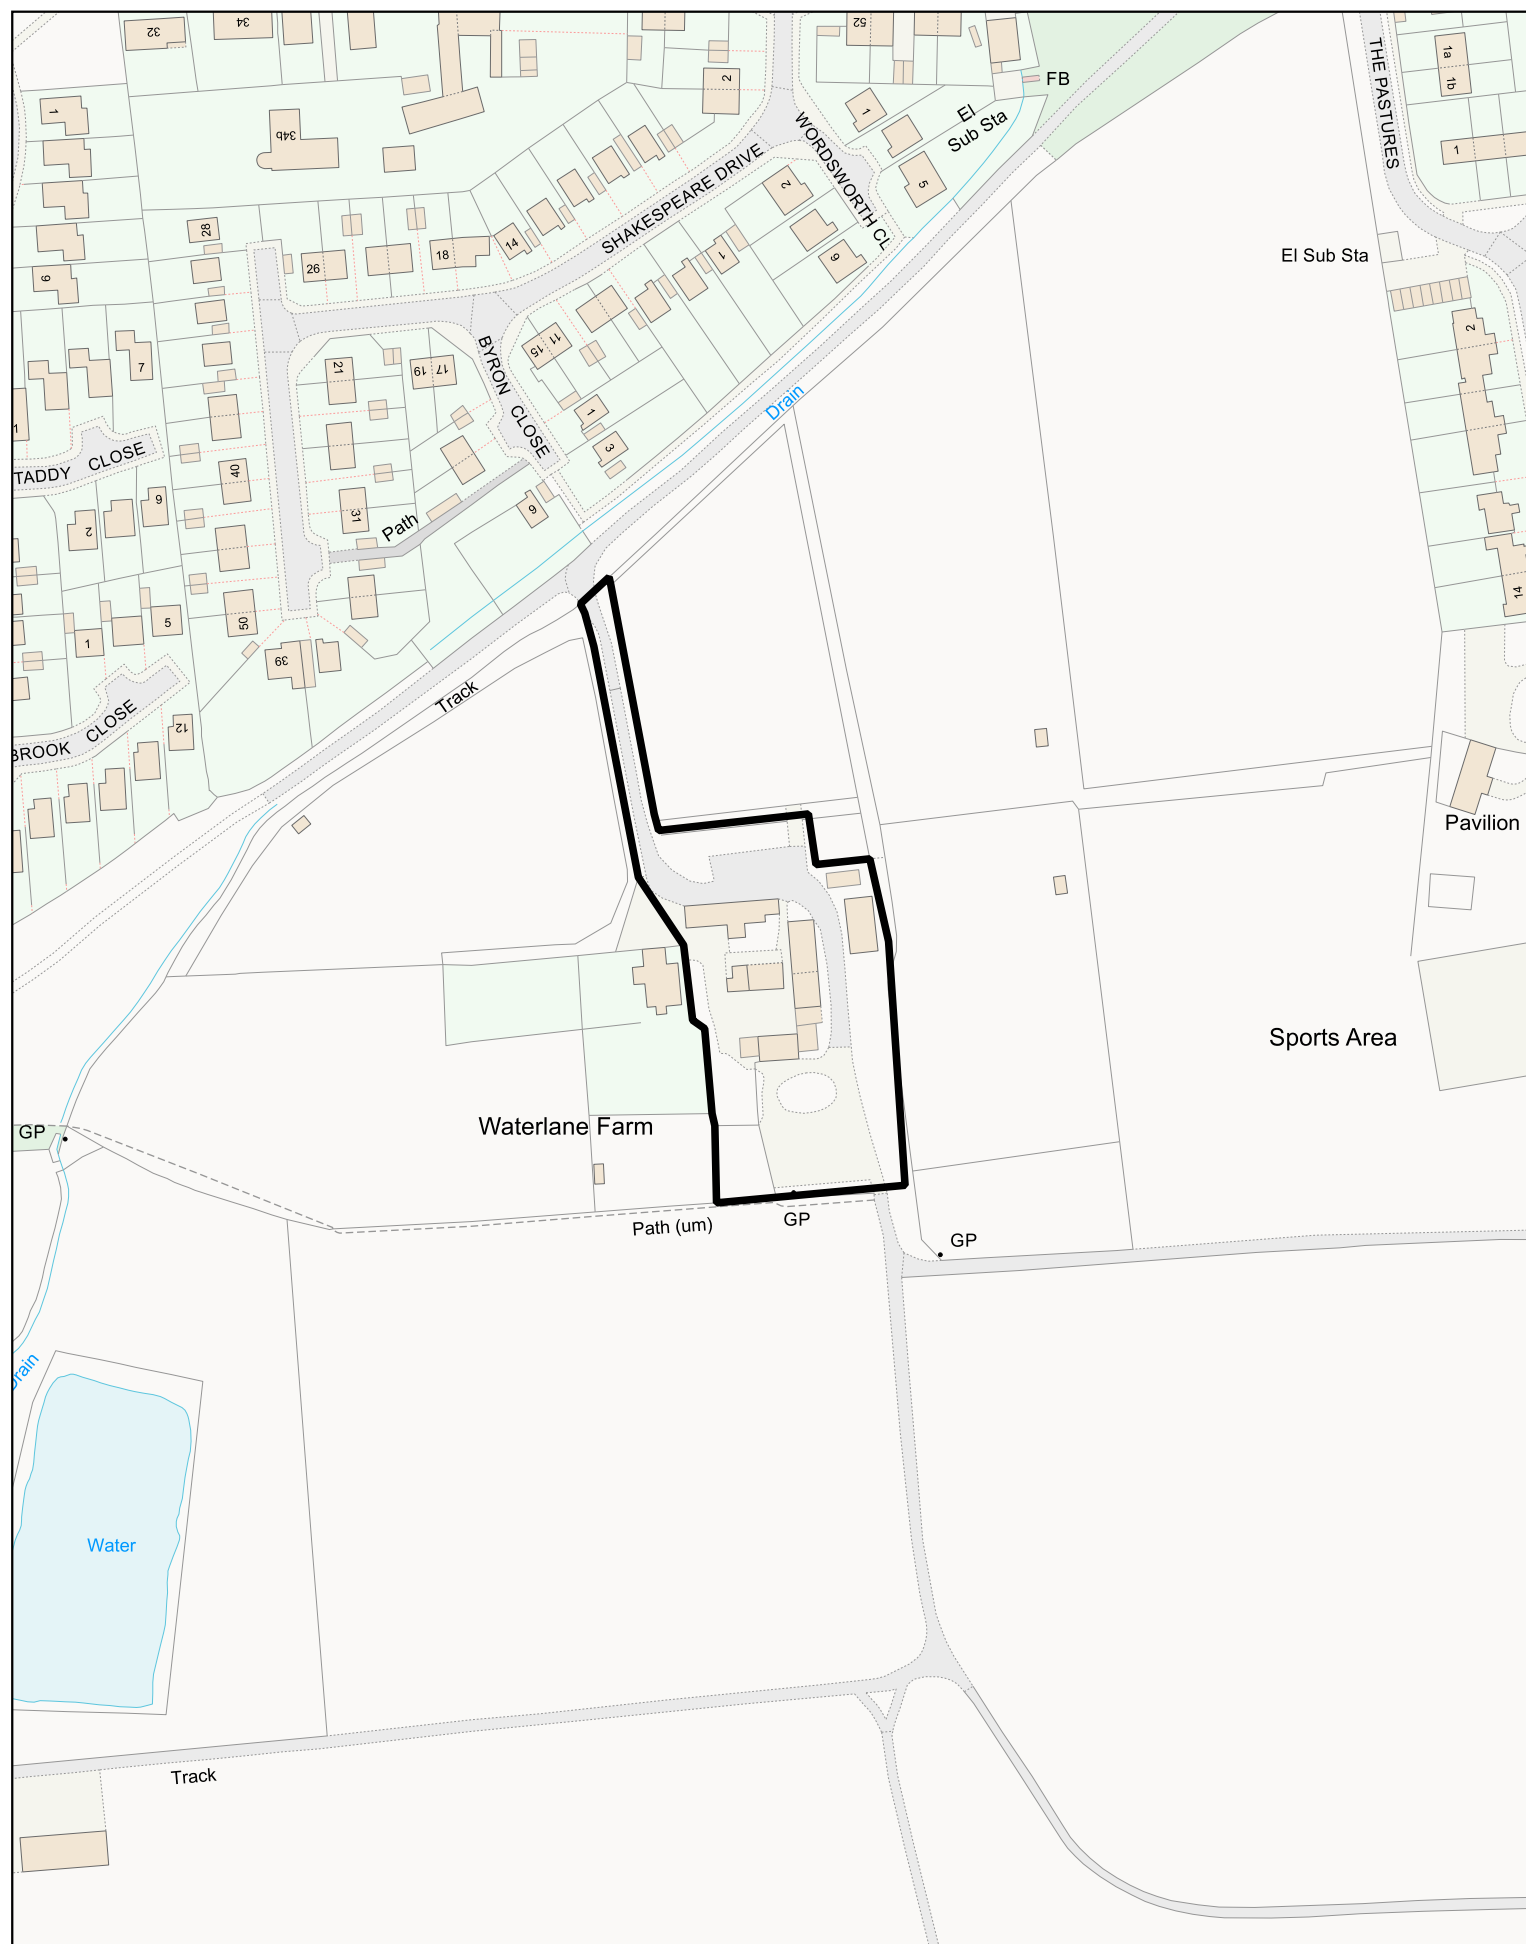 32
34
52
2
FB
THE PASTURES
1a
1b
1
34b
1
WORDSWORTH CL
El
Sub Sta
5
1
SHAKESPEARE DRIVE
2
28
14
26
18
1
6
El Sub Sta
6
2
7
21
19
17
BYRON CLOSE
15
11
Drain
1
3
1
TADDY CLOSE
40
9
2
31
Path
6
14
50
1
5
39
Track
BROOK CLOSE
12
Pavilion
Sports Area
Waterlane Farm
GP
Path (um)
GP
GP
Drain
Water
Track